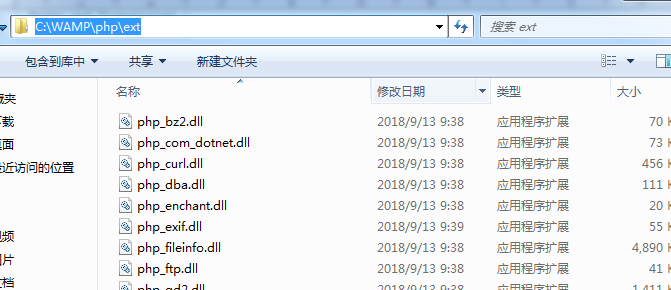 C:\WAMP\php\ext
搜索 ext
包含到库中
共享
新建文件夹
名称 修改日期 类型 大小
php_bz2.dll 2018/9/13 9:38 应用程序扩展 70
php_com_dotnet.dll 2018/9/13 9:38 应用程序扩展 73
php_curl.dll 2018/9/13 9:38 应用程序扩展 456
php_dba.dll 2018/9/13 9:38 应用程序扩展 111
php_enchant.dll 2018/9/13 9:38 应用程序扩展 20
php_exif.dll 2018/9/13 9:39 应用程序扩展 55
php_fileinfo.dll 2018/9/13 9:38 应用程序扩展 4,890
php_ftp.dll 2018/9/13 9:38 应用程序扩展 41
藏夹
下载
桌面
最近访问的位置
视频
图片
文档